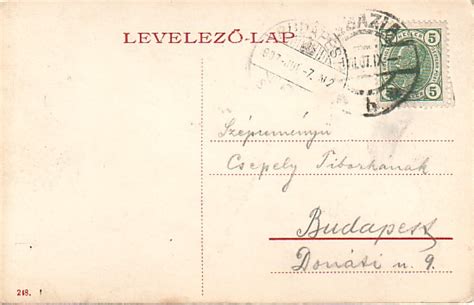 LEVELEZŐ-LAP
5 5
Szépreményű
Csepely Tiborkának
Budapest
Donáti u. 9.
248.